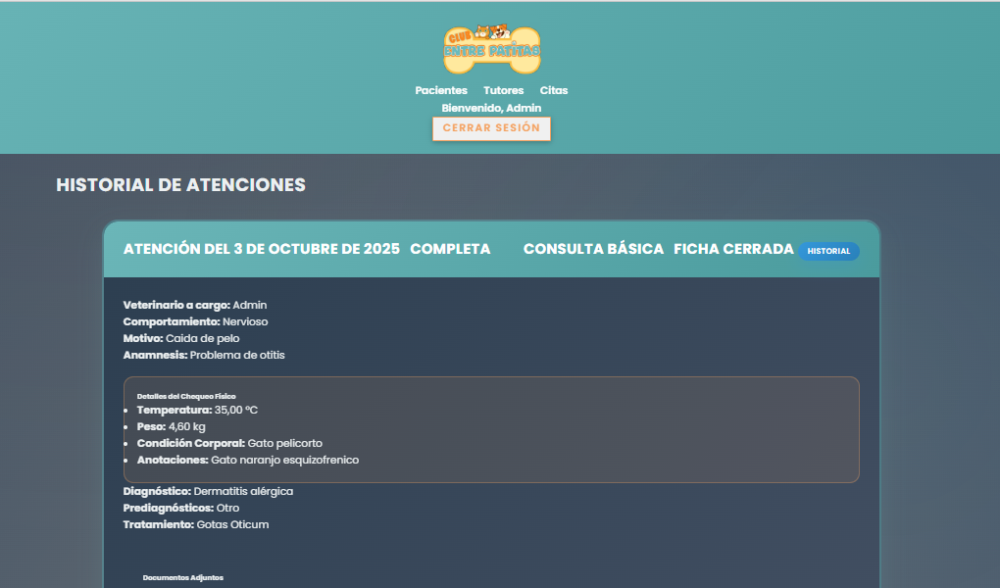 CLUB
ENTRE PATITAS
Pacientes Tutores Citas
Bienvenido, Admin
CERRAR SESIÓN
HISTORIAL DE ATENCIONES
ATENCIÓN DEL 3 DE OCTUBRE DE 2025 COMPLETA CONSULTA BÁSICA FICHA CERRADA HISTORIAL
Veterinario a cargo: Admin
Comportamiento: Nervioso
Motivo: Caida de pelo
Anamnesis: Problema de otitis
Detalles del Chequeo Físico
Temperatura: 35,00 °C
Peso: 4,60 kg
Condición Corporal: Gato pelicorto
Anotaciones: Gato naranjo esquizofrenico
Diagnóstico: Dermatitis alérgica
Prediagnósticos: Otro
Tratamiento: Gotas Oticum
Documentos Adjuntos